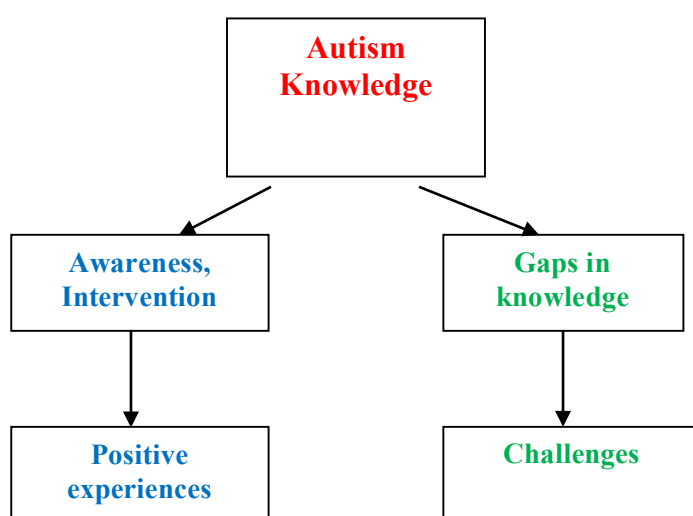 Autism
Knowledge
Awareness,
Intervention
Gaps in
knowledge
Positive
experiences
Challenges